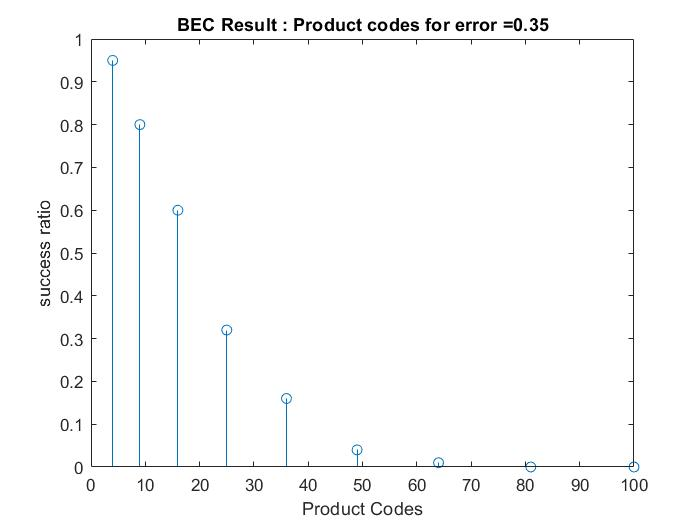 BEC Result : Product codes for error =0.35
1
0.9
0.8
0.7
0.6
0.5
0.4
0.3
0.2
0.1
0
success ratio
0 10 20 30 40 50 60 70 80 90 100
Product Codes